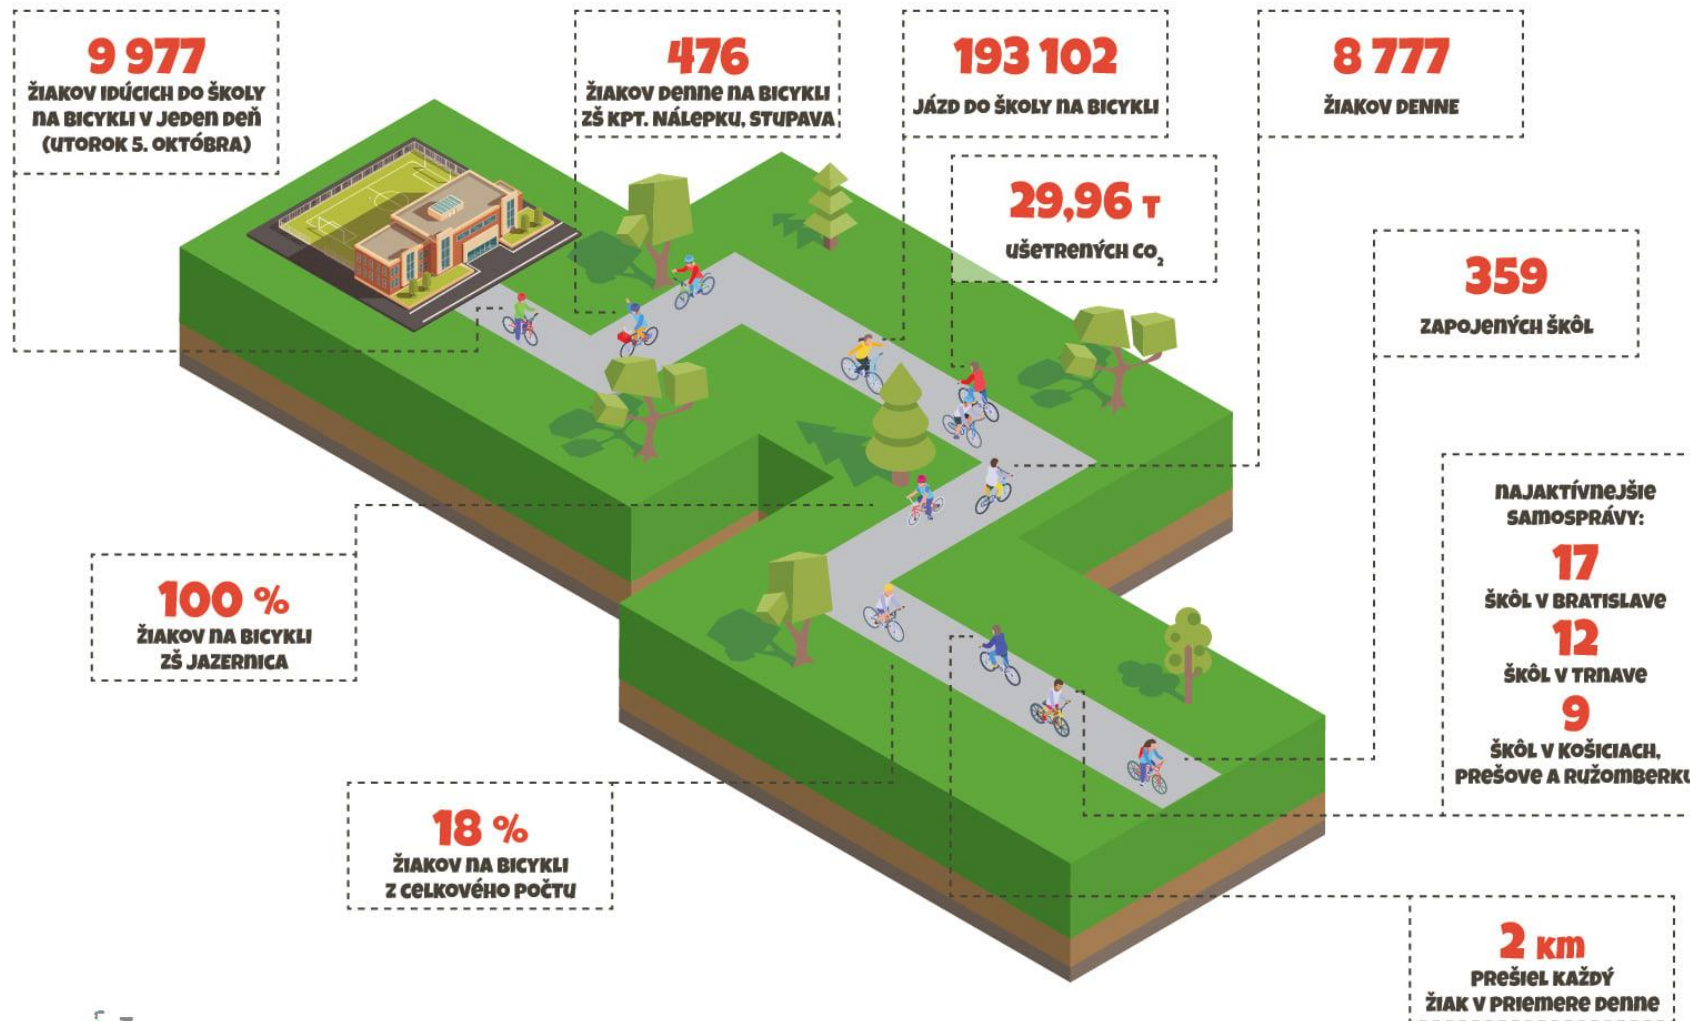 9 977
ŽIAKOV IDÚCICH DO ŠKOLY
NA BICYKLI V JEDEN DEŇ
(UTOROK 5. OKTÓBRA)
476
ŽIAKOV DENNE NA BICYKLI
ZŠ KPT. NÁLEPKU, STUPAVA
193 102
JÁZD DO ŠKOLY NA BICYKLI
8 777
ŽIAKOV DENNE
29,96 T
UŠETRENÝCH CO₂
359
ZAPOJENÝCH ŠKÔL
NAJAKTÍVNEJŠIE
SAMOSPRÁVY:
17
ŠKÔL V BRATISLAVE
12
ŠKÔL V TRNAVE
9
ŠKÔL V KOŠICIACH,
PREŠOVE A RUŽOMBERKU
100 %
ŽIAKOV NA BICYKLI
ZŠ JAZERNICA
18 %
ŽIAKOV NA BICYKLI
Z CELKOVÉHO POČTU
2 KM
PREŠIEL KAŽDÝ
ŽIAK V PRIEMERE DENNE